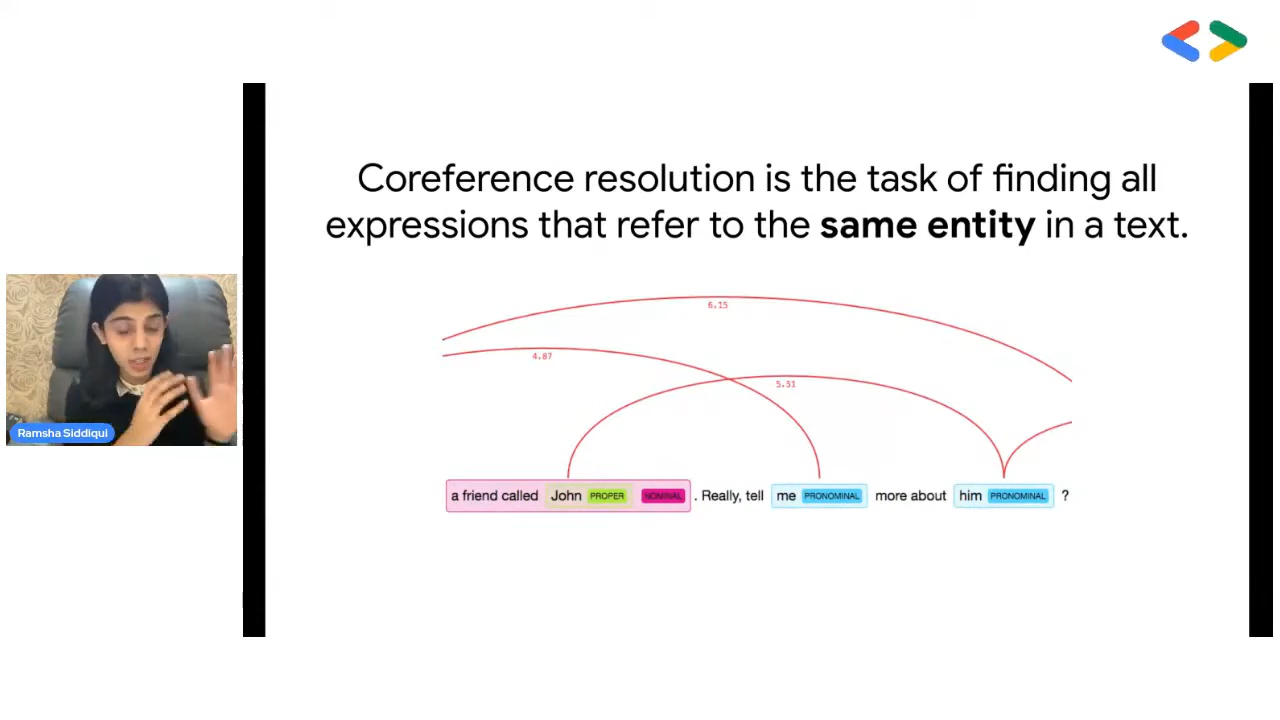 Coreference resolution is the task of finding all
expressions that refer to the same entity in a text.
6.15
4.87
5.31
a friend called John PROPER NOMINAL . Really, tell me PRONOMINAL more about him PRONOMINAL ?
Ramsha Siddiqui